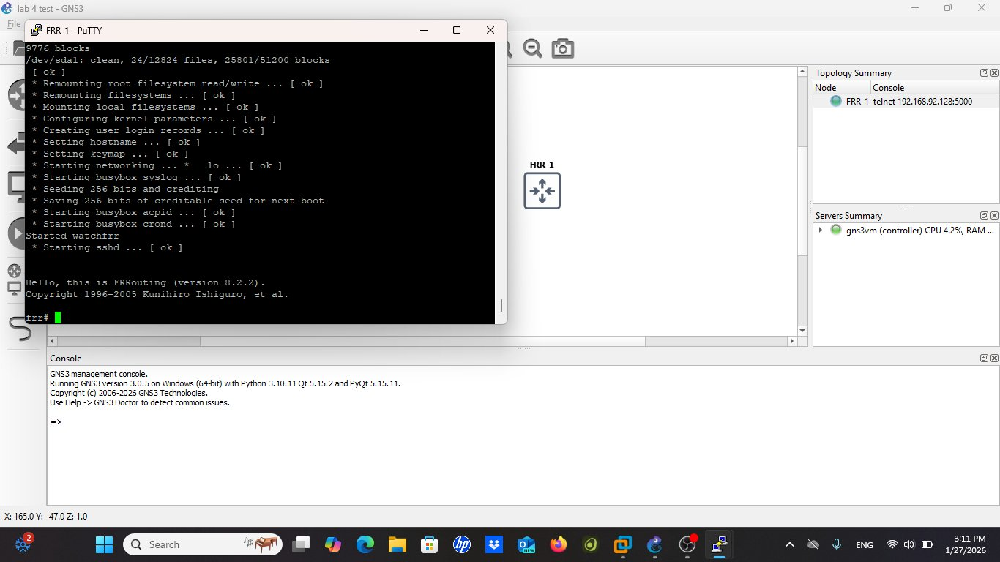 lab 4 test - GNS3
File
FRR-1 - PuTTY
9776 blocks
/dev/sda1: clean, 24/12824 files, 25801/51200 blocks
[ ok ]
* Remounting root filesystem read/write ... [ ok ]
* Remounting filesystems ... [ ok ]
* Mounting local filesystems ... [ ok ]
* Configuring kernel parameters ... [ ok ]
* Creating user login records ... [ ok ]
* Setting hostname ... [ ok ]
* Setting keymap ... [ ok ]
* Starting networking ... *   lo ... [ ok ]
* Starting busybox syslog ... [ ok ]
* Seeding 256 bits and crediting
* Saving 256 bits of creditable seed for next boot
* Starting busybox acpid ... [ ok ]
* Starting busybox crond ... [ ok ]
Started watchfrr
* Starting sshd ... [ ok ]
Hello, this is FRRouting (version 8.2.2).
Copyright 1996-2005 Kunihiro Ishiguro, et al.
frr#
FRR-1
Topology Summary
Node Console
FRR-1 telnet 192.168.92.128:5000
Servers Summary
gns3vm (controller) CPU 4.2%, RAM ...
Console
GNS3 management console.
Running GNS3 version 3.0.5 on Windows (64-bit) with Python 3.10.11 Qt 5.15.2 and PyQt 5.15.11.
Copyright (c) 2006-2026 GNS3 Technologies.
Use Help -> GNS3 Doctor to detect common issues.
=>
X: 165.0 Y: -47.0 Z: 1.0
2
Search
hp
NEW
ENG
3:11 PM
1/27/2026